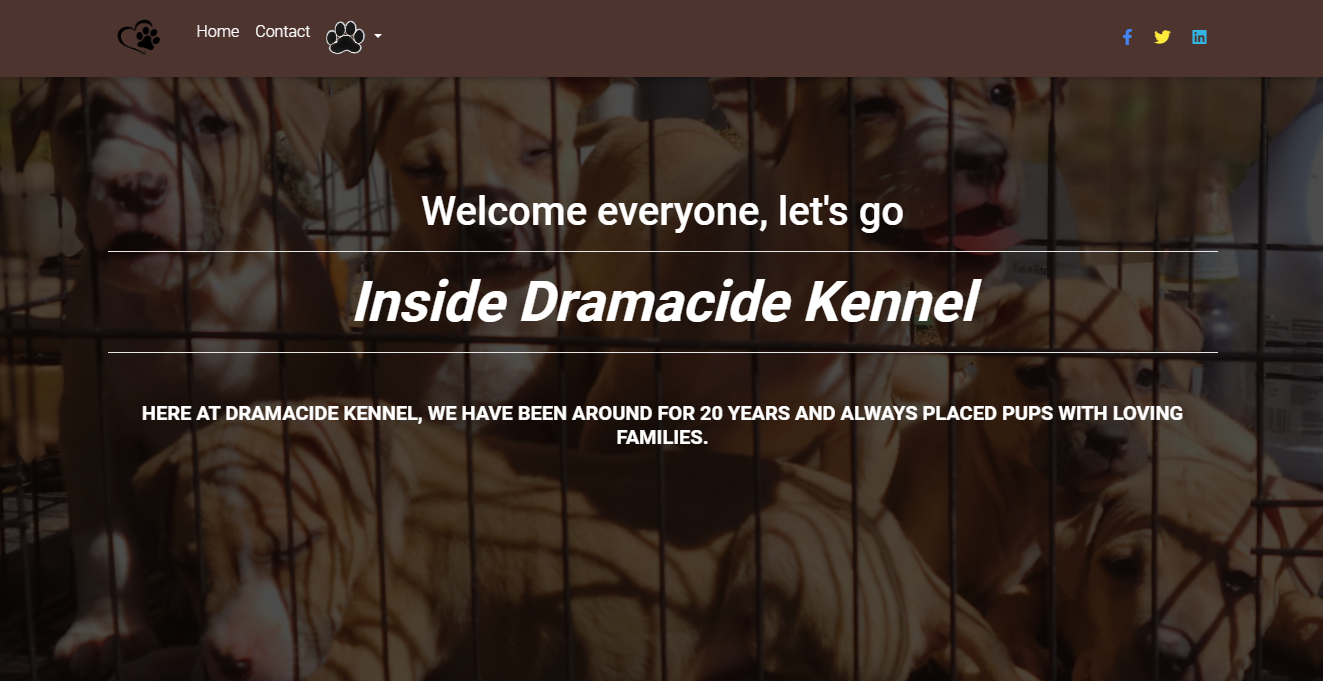 Home Contact
Welcome everyone, let's go
Inside Dramacide Kennel
HERE AT DRAMACIDE KENNEL, WE HAVE BEEN AROUND FOR 20 YEARS AND ALWAYS PLACED PUPS WITH LOVING
FAMILIES.